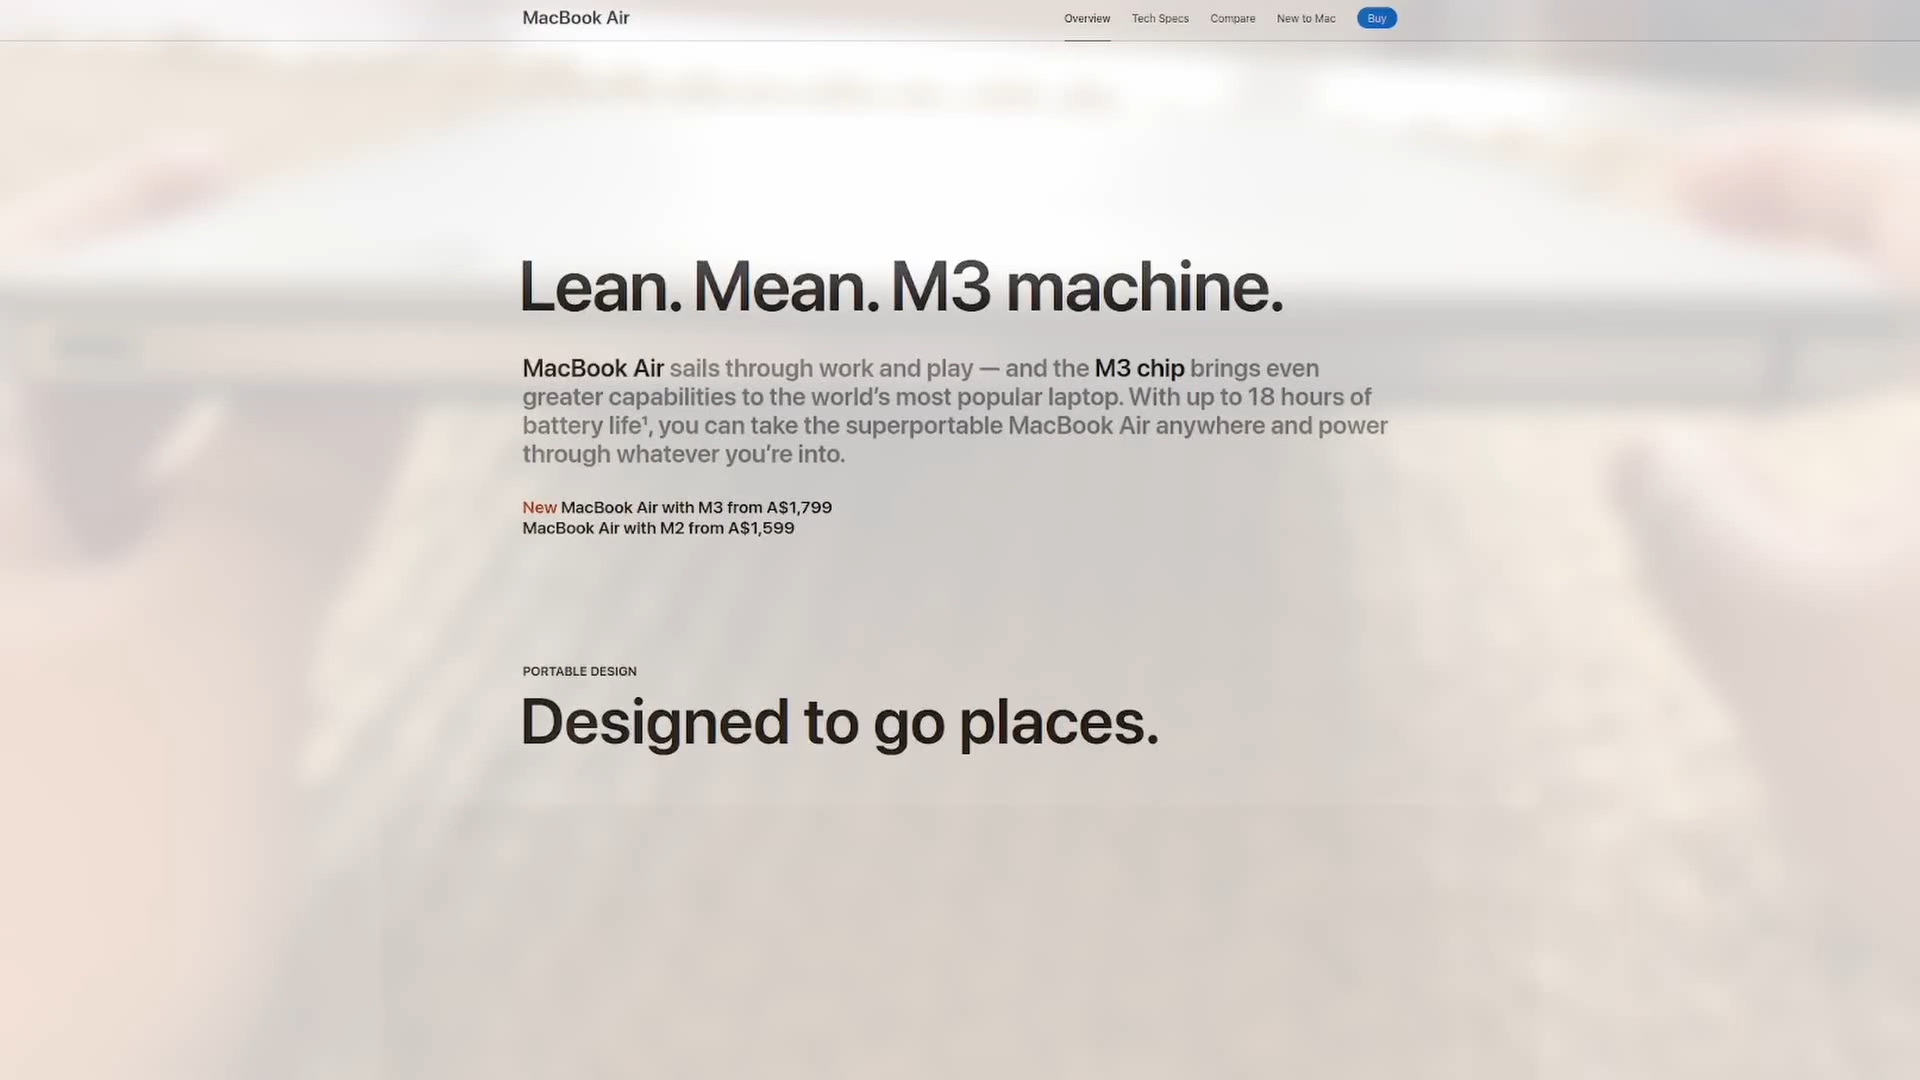 MacBook Air
Overview
Tech Specs
Compare
New to Mac
Buy
Lean. Mean. M3 machine.
MacBook Air sails through work and play — and the M3 chip brings even
greater capabilities to the world’s most popular laptop. With up to 18 hours of
battery life¹, you can take the superportable MacBook Air anywhere and power
through whatever you’re into.
New MacBook Air with M3 from A$1,799
MacBook Air with M2 from A$1,599
PORTABLE DESIGN
Designed to go places.